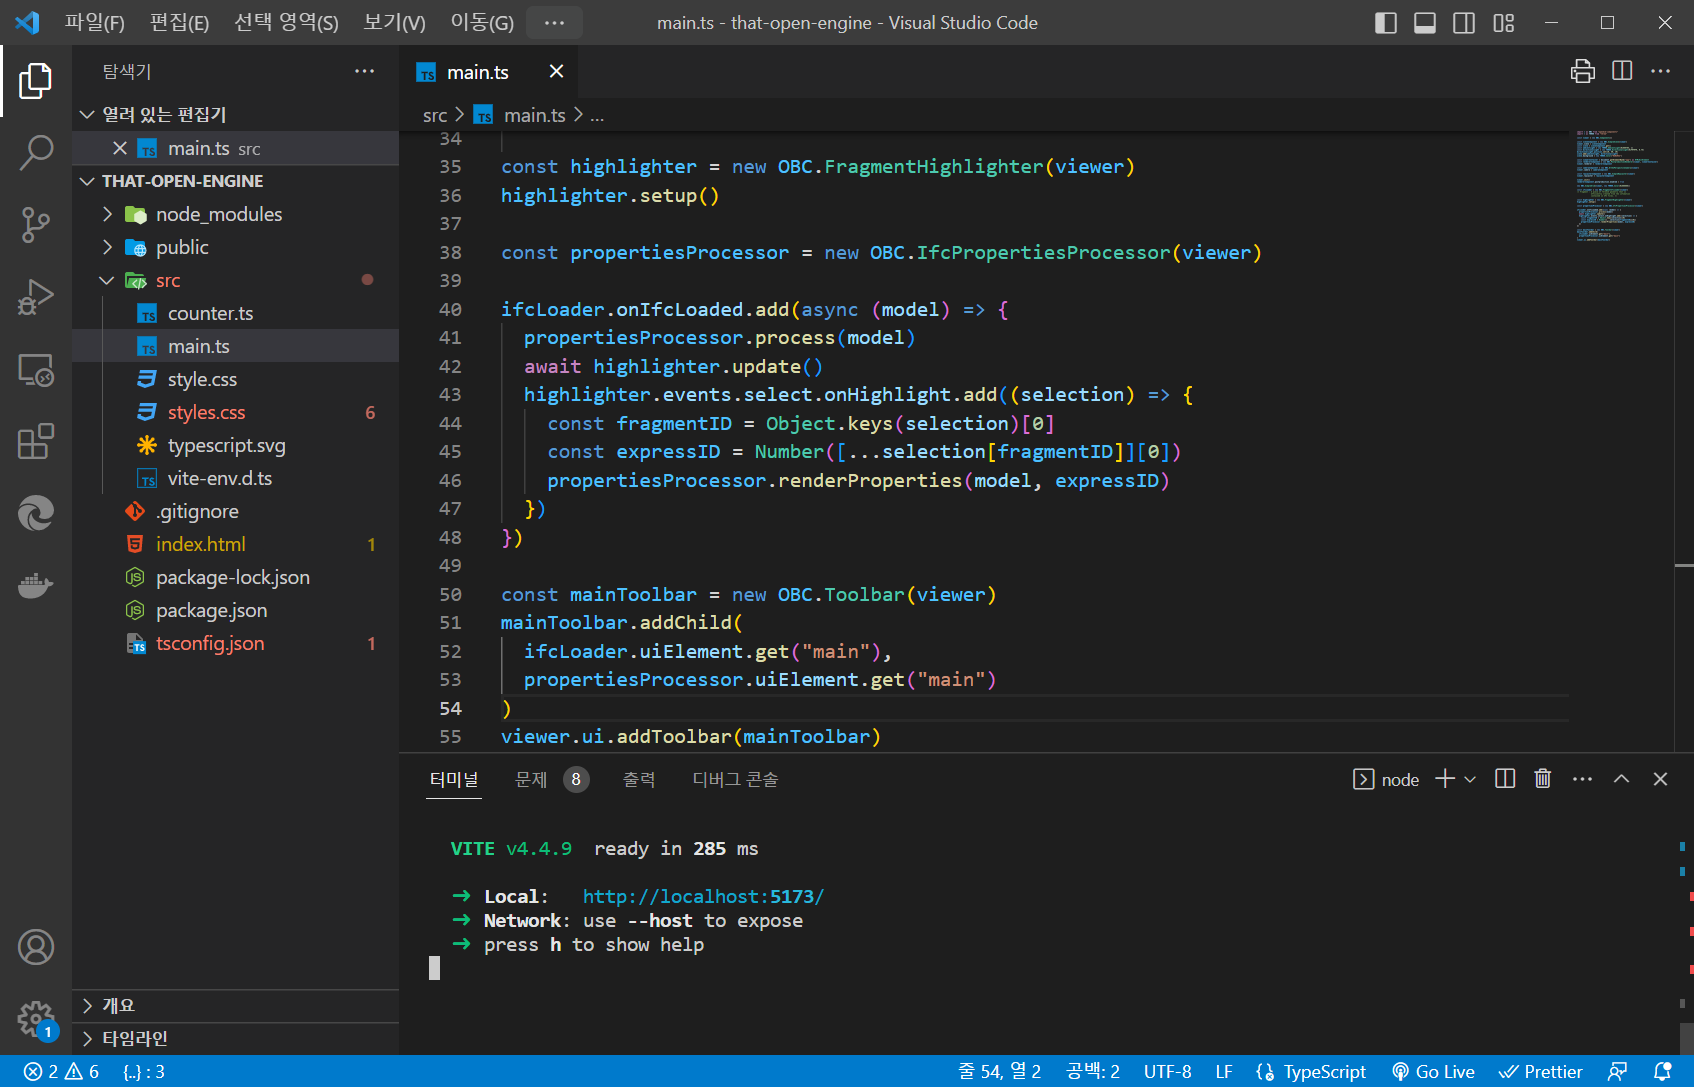 파일(F) 편집(E) 선택 영역(S) 보기(V) 이동(G) ··· main.ts - that-open-engine - Visual Studio Code
탐색기
열려 있는 편집기
main.ts src
THAT-OPEN-ENGINE
node_modules
public
src
counter.ts
main.ts
style.css
styles.css 6
typescript.svg
vite-env.d.ts
.gitignore
index.html 1
package-lock.json
package.json
tsconfig.json 1
개요
타임라인
1
main.ts
src > main.ts > ...
34
35 const highlighter = new OBC.FragmentHighlighter(viewer)
36 highlighter.setup()
37
38 const propertiesProcessor = new OBC.IfcPropertiesProcessor(viewer)
39
40 ifcLoader.onIfcLoaded.add(async (model) => {
41 propertiesProcessor.process(model)
42 await highlighter.update()
43 highlighter.events.select.onHighlight.add((selection) => {
44 const fragmentID = Object.keys(selection)[0]
45 const expressID = Number([...selection[fragmentID]][0])
46 propertiesProcessor.renderProperties(model, expressID)
47 })
48 })
49
50 const mainToolbar = new OBC.Toolbar(viewer)
51 mainToolbar.addChild(
52 ifcLoader.uiElement.get("main"),
53 propertiesProcessor.uiElement.get("main")
54 )
55 viewer.ui.addToolbar(mainToolbar)
터미널 문제 8 출력 디버그 콘솔 node
VITE v4.4.9 ready in 285 ms
➜ Local: http://localhost:5173/
➜ Network: use --host to expose
➜ press h to show help
2 6 {..} : 3 줄 54, 열 2 공백: 2 UTF-8 LF TypeScript Go Live Prettier